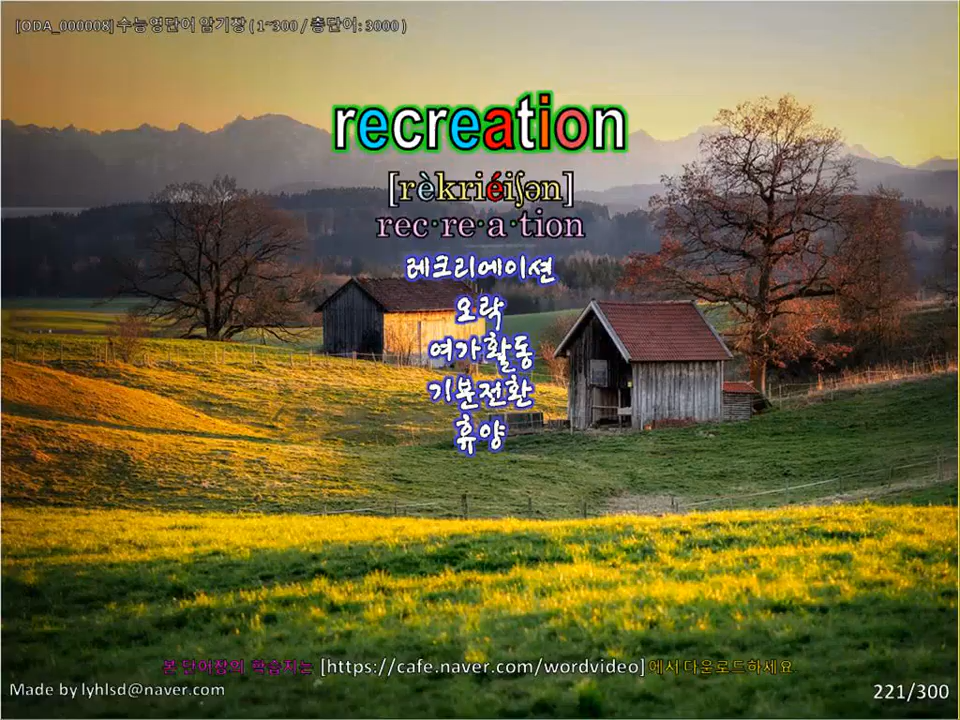 [ODA_000008] 수능영단어 암기장 ( 1~300 / 총단어: 3000 )
recreation
[rèkriéiʃən]
rec·re·a·tion
레크리에이션
오락
여가활동
기분전환
휴양
본 단어장의 학습지는 [https://cafe.naver.com/wordvideo] 에서 다운로드하세요.
Made by lyhlsd@naver.com
221/300